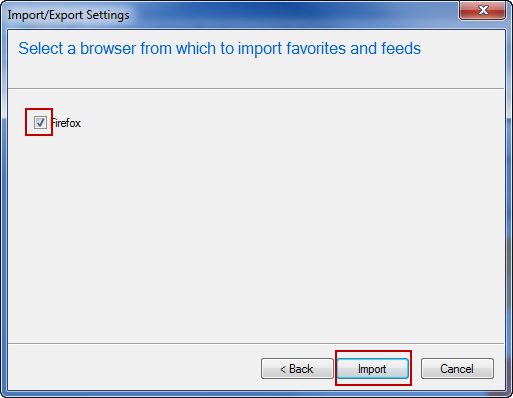 Import/Export Settings
Select a browser from which to import favorites and feeds
Firefox
< Back
Import
Cancel